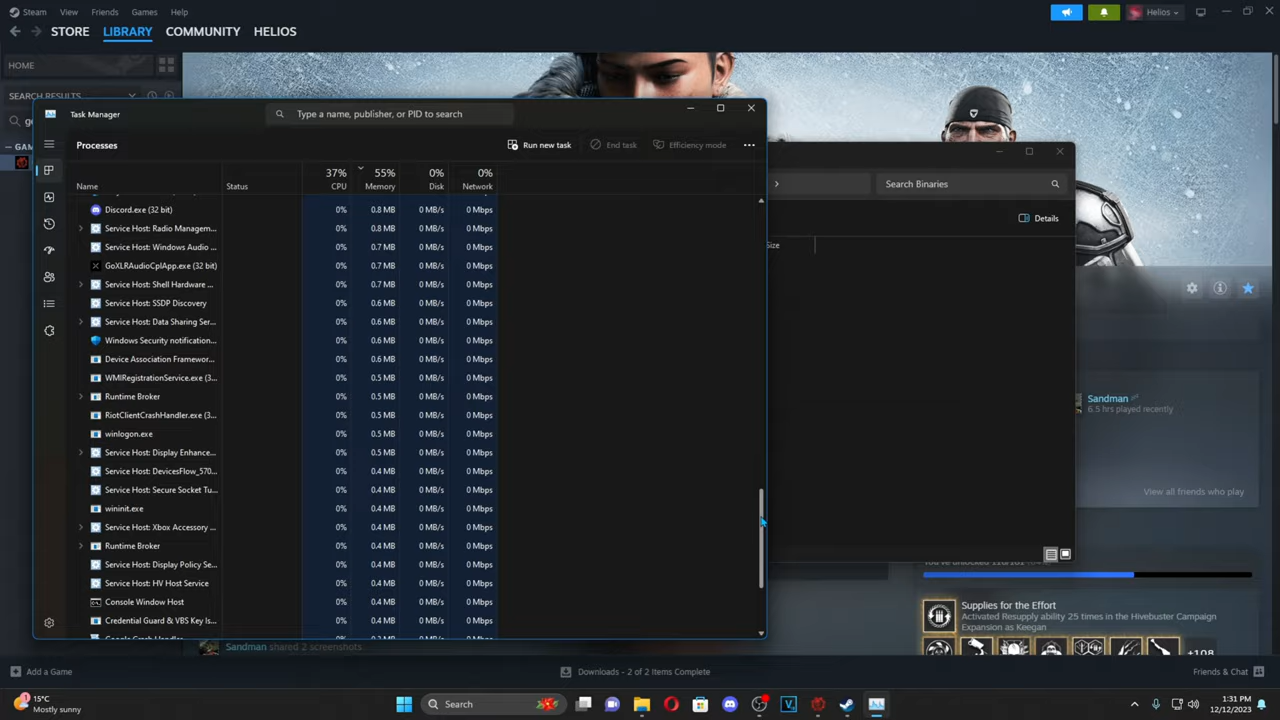 Steam View Friends Games Help
Helios
STORE LIBRARY COMMUNITY HELIOS
HOME
SEARCH RESULTS
Task Manager
Type a name, publisher, or PID to search
Processes
Run new task End task Efficiency mode
37% 55% 0% 0%
Name Status CPU Memory Disk Network
Discord.exe (32 bit) 0% 0.8 MB 0 MB/s 0 Mbps
Service Host: Radio Managem... 0% 0.8 MB 0 MB/s 0 Mbps
Service Host: Windows Audio ... 0% 0.7 MB 0 MB/s 0 Mbps
GoXLRAudioCplApp.exe (32 bit) 0% 0.7 MB 0 MB/s 0 Mbps
Service Host: Shell Hardware ... 0% 0.7 MB 0 MB/s 0 Mbps
Service Host: SSDP Discovery 0% 0.6 MB 0 MB/s 0 Mbps
Service Host: Data Sharing Ser... 0% 0.6 MB 0 MB/s 0 Mbps
Windows Security notification... 0% 0.6 MB 0 MB/s 0 Mbps
Device Association Framewor... 0% 0.6 MB 0 MB/s 0 Mbps
WMIRegistrationService.exe (3... 0% 0.5 MB 0 MB/s 0 Mbps
Runtime Broker 0% 0.5 MB 0 MB/s 0 Mbps
RiotClientCrashHandler.exe (3... 0% 0.5 MB 0 MB/s 0 Mbps
winlogon.exe 0% 0.5 MB 0 MB/s 0 Mbps
Service Host: Display Enhance... 0% 0.5 MB 0 MB/s 0 Mbps
Service Host: DevicesFlow_570... 0% 0.4 MB 0 MB/s 0 Mbps
Service Host: Secure Socket Tu... 0% 0.4 MB 0 MB/s 0 Mbps
wininit.exe 0% 0.4 MB 0 MB/s 0 Mbps
Service Host: Xbox Accessory ... 0% 0.4 MB 0 MB/s 0 Mbps
Runtime Broker 0% 0.4 MB 0 MB/s 0 Mbps
Service Host: Display Policy Se... 0% 0.4 MB 0 MB/s 0 Mbps
Service Host: HV Host Service 0% 0.4 MB 0 MB/s 0 Mbps
Console Window Host 0% 0.4 MB 0 MB/s 0 Mbps
Credential Guard & VBS Key Is... 0% 0.4 MB 0 MB/s 0 Mbps
Google Crash Handler
Search Binaries
Details
Size
Sandman
6.5 hrs played recently
View all friends who play
Supplies for the Effort
Activated Resupply ability 25 times in the Hivebuster Campaign
Expansion as Keegan
+108
Sandman shared 2 screenshots
Add a Game
Downloads - 2 of 2 Items Complete
Friends & Chat
15°C
Mostly sunny
Search
1:31 PM
12/12/2023